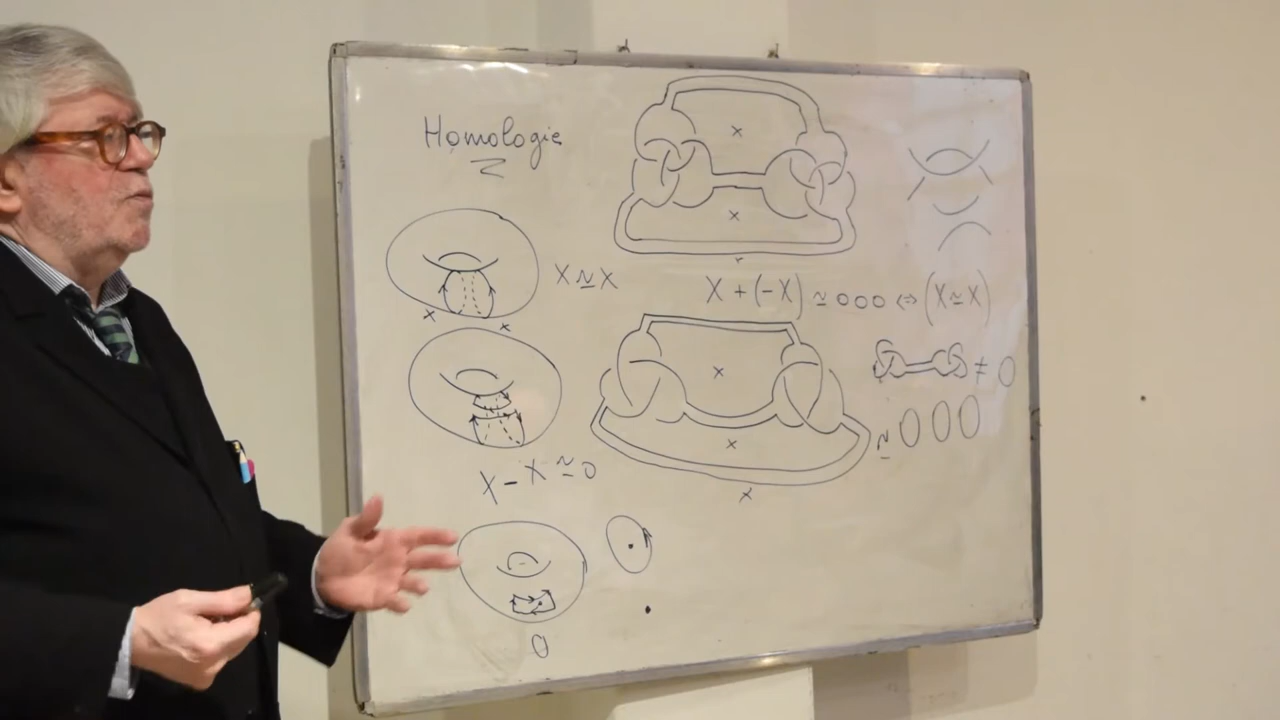 Homologie
x
x
X ≃ X
x x
X + (-X) ≃ 000 ⇔ (X ≃ X)
x
≠ 0
x
≃ 000
X - X ≃ 0
x
0